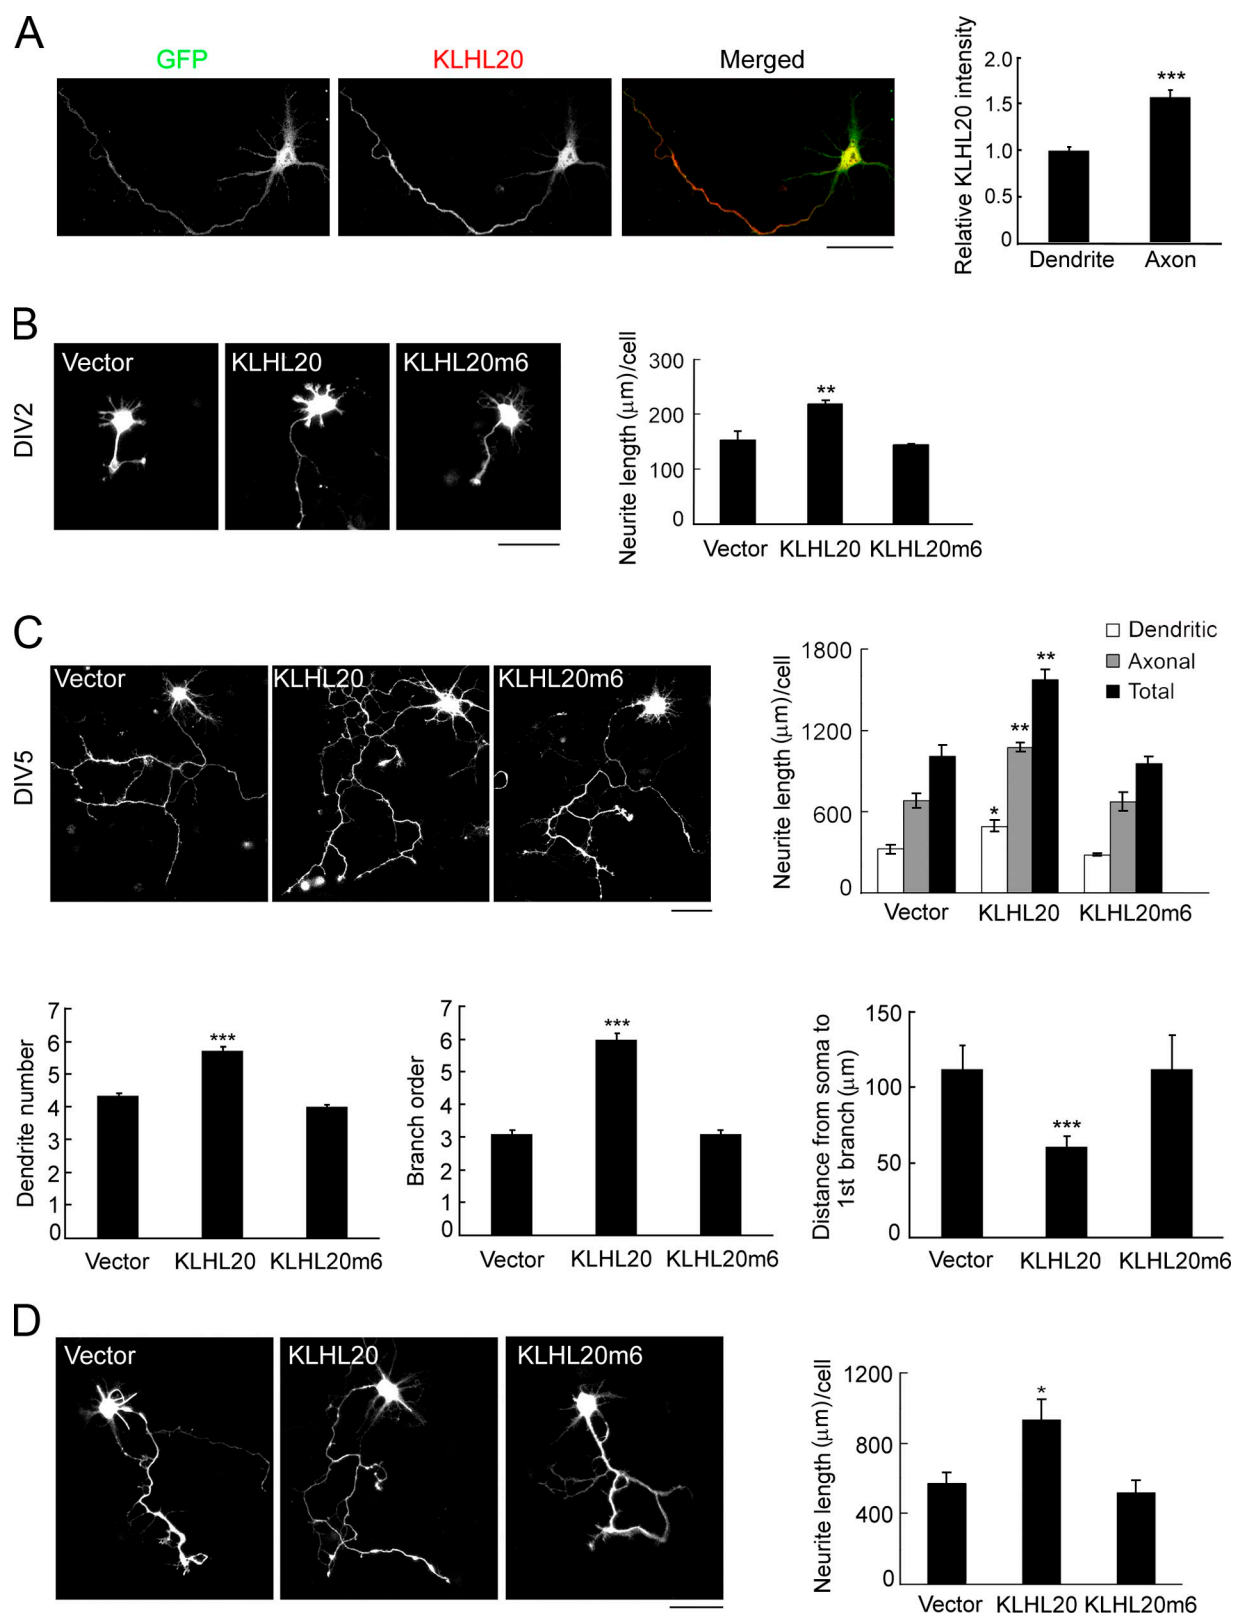 A
GFP
KLHL20
Merged
Relative KLHL20 intensity
2.0
1.5
1.0
0.5
0
***
Dendrite
Axon
B
DIV2
Vector
KLHL20
KLHL20m6
Neurite length (μm)/cell
300
200
100
0
**
Vector
KLHL20
KLHL20m6
C
DIV5
Vector
KLHL20
KLHL20m6
Neurite length (μm)/cell
1800
1200
600
0
*
**
**
Dendritic
Axonal
Total
Vector
KLHL20
KLHL20m6
Dendrite number
7
6
5
4
3
2
1
0
***
Vector
KLHL20
KLHL20m6
Branch order
7
6
5
4
3
2
1
0
***
Vector
KLHL20
KLHL20m6
Distance from soma to
1st branch (μm)
150
100
50
0
***
Vector
KLHL20
KLHL20m6
D
Vector
KLHL20
KLHL20m6
Neurite length (μm)/cell
1200
800
400
0
*
Vector
KLHL20
KLHL20m6